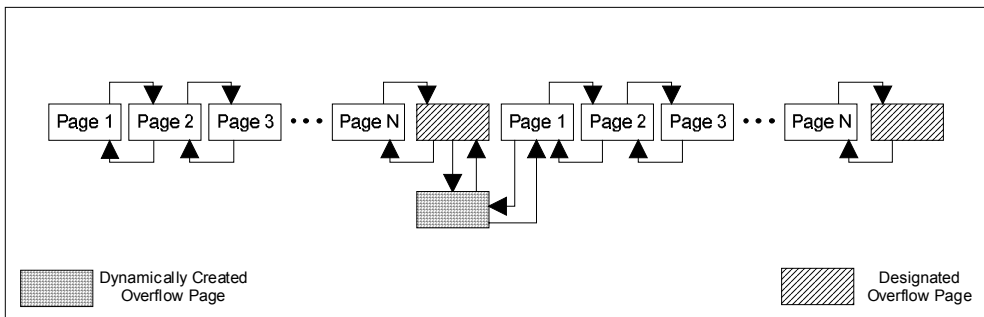 Page 1 Page 2 Page 3 ••• Page N Page 1 Page 2 Page 3 ••• Page N
Dynamically Created
Overflow Page
Designated
Overflow Page